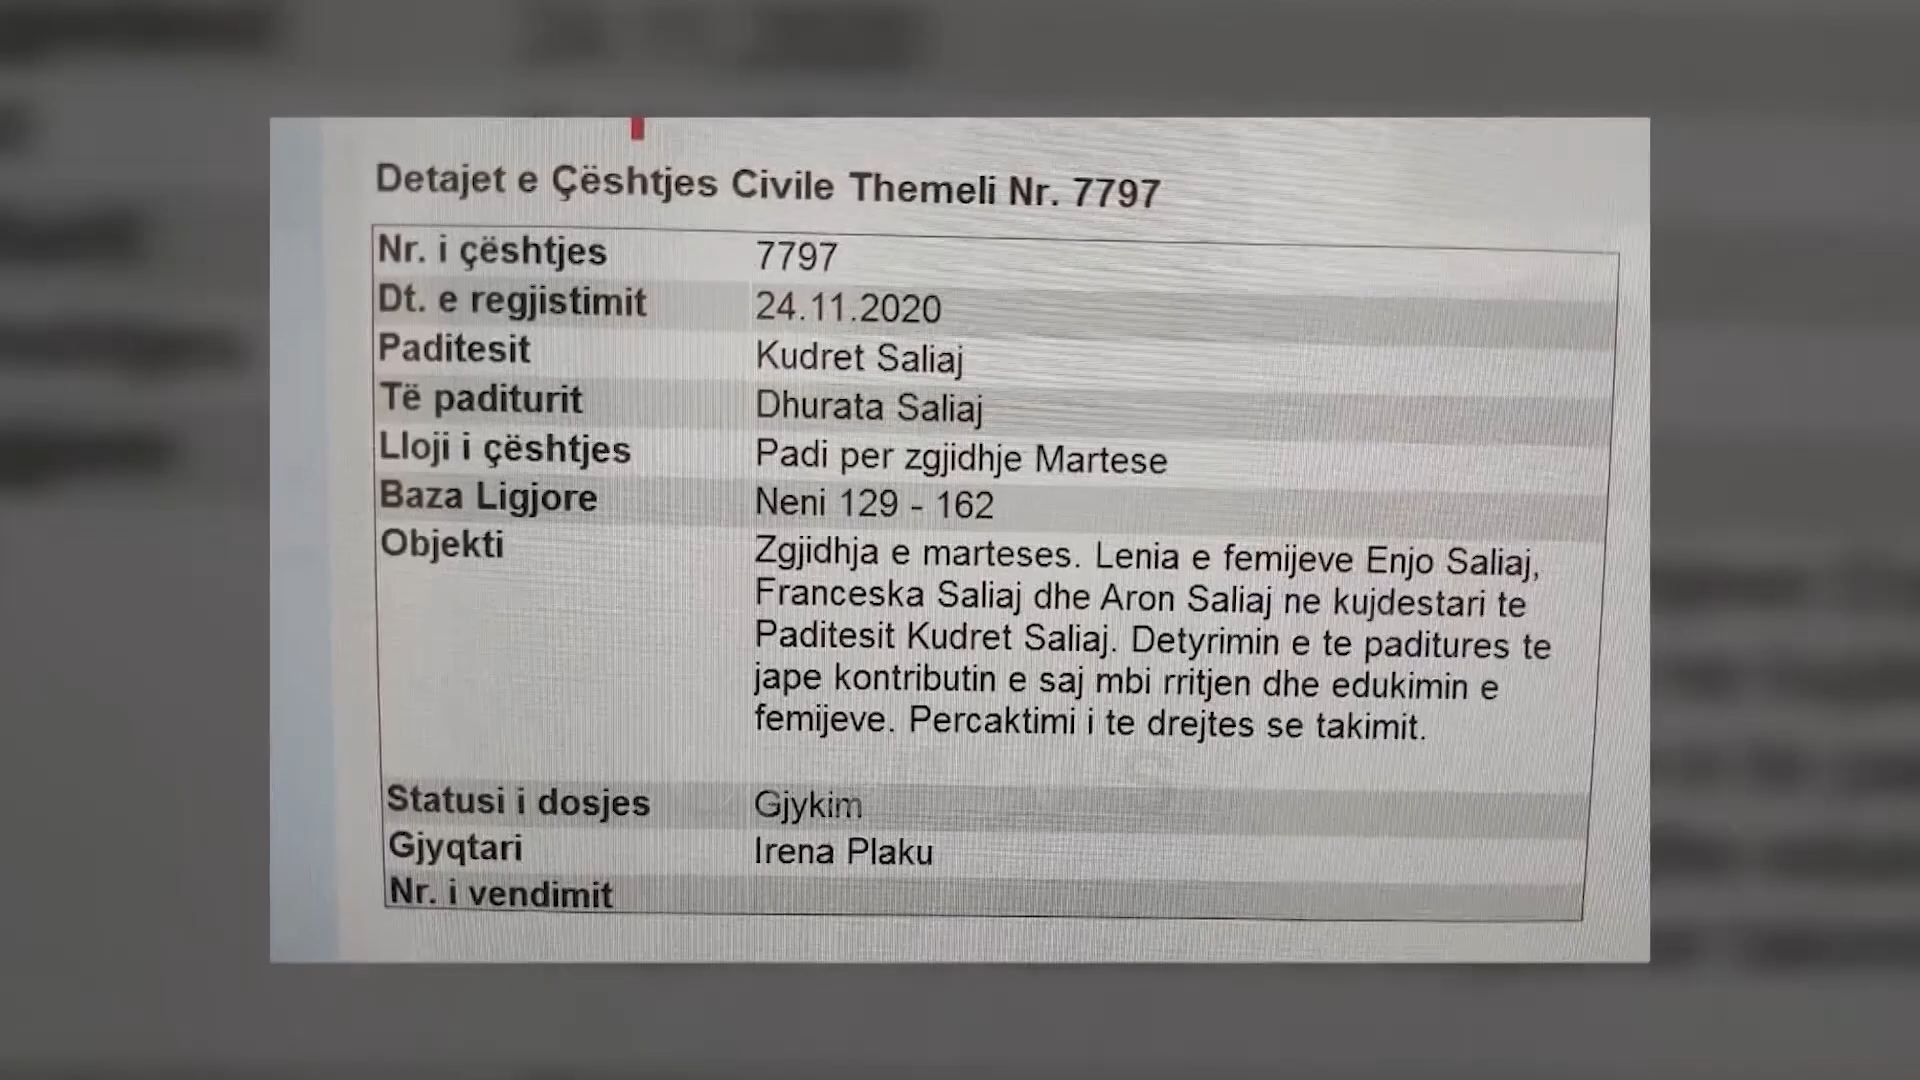 Detajet e Çështjes Civile Themeli Nr. 7797
Nr. i çështjes 7797
Dt. e regjistimit 24.11.2020
Paditesit Kudret Saliaj
Të paditurit Dhurata Saliaj
Lloji i çështjes Padi per zgjidhje Martese
Baza Ligjore Neni 129 - 162
Objekti Zgjidhja e marteses. Lenia e femijeve Enjo Saliaj,
Franceska Saliaj dhe Aron Saliaj ne kujdestari te
Paditesit Kudret Saliaj. Detyrimin e te paditures te
jape kontributin e saj mbi rritjen dhe edukimin e
femijeve. Percaktimi i te drejtes se takimit.
Statusi i dosjes Gjykim
Gjyqtari Irena Plaku
Nr. i vendimit